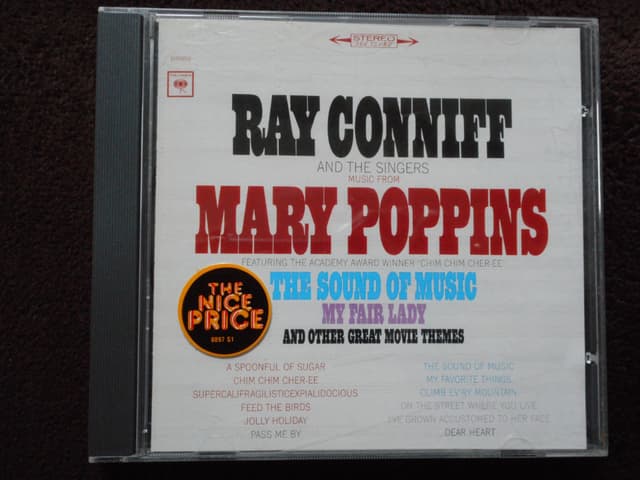 STEREO
COLUMBIA
RAY CONNIFF
AND THE SINGERS
MUSIC FROM
MARY POPPINS
FEATURING THE ACADEMY AWARD WINNER "CHIM CHIM CHER-EE"
THE SOUND OF MUSIC
MY FAIR LADY
AND OTHER GREAT MOVIE THEMES
THE
NICE
PRICE
A SPOONFUL OF SUGAR
CHIM CHIM CHER-EE
SUPERCALIFRAGILISTICEXPIALIDOCIOUS
FEED THE BIRDS
JOLLY HOLIDAY
PASS ME BY
THE SOUND OF MUSIC
MY FAVORITE THINGS
CLIMB EV'RY MOUNTAIN
ON THE STREET WHERE YOU LIVE
I'VE GROWN ACCUSTOMED TO HER FACE
DEAR HEART